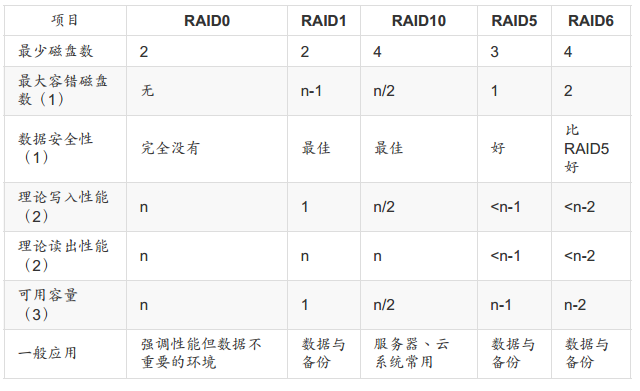 项目 RAID0 RAID1 RAID10 RAID5 RAID6
最少磁盘数 2 2 4 3 4
最大容错磁盘
数（1） 无 n-1 n/2 1 2
数据安全性
（1） 完全没有 最佳 最佳 好 比
RAID5
好
理论写入性能
（2） n 1 n/2 <n-1 <n-2
理论读出性能
（2） n n n <n-1 <n-2
可用容量
（3） n 1 n/2 n-1 n-2
一般应用 强调性能但数据不
重要的环境 数据与
备份 服务器、云
系统常用 数据与
备份 数据与
备份